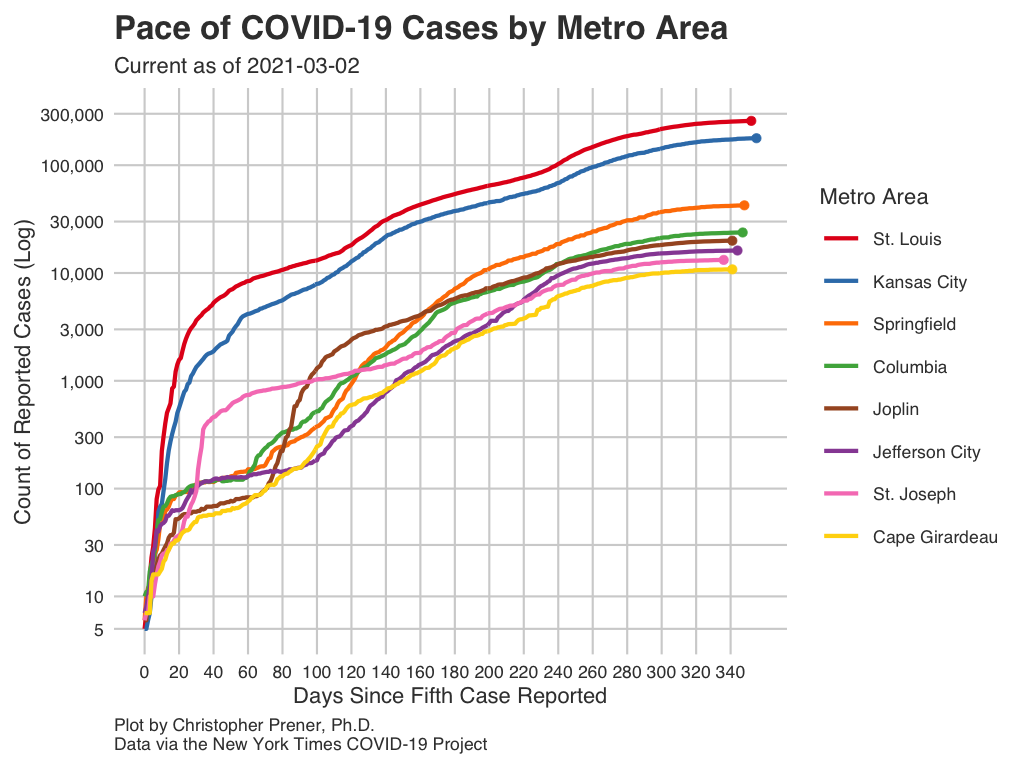 Pace of COVID-19 Cases by Metro Area
Current as of 2021-03-02
Count of Reported Cases (Log)
300,000
100,000
30,000
10,000
3,000
1,000
300
100
30
10
5
0 20 40 60 80 100 120 140 160 180 200 220 240 260 280 300 320 340
Days Since Fifth Case Reported
Metro Area
St. Louis
Kansas City
Springfield
Columbia
Joplin
Jefferson City
St. Joseph
Cape Girardeau
Plot by Christopher Prener, Ph.D.
Data via the New York Times COVID-19 Project